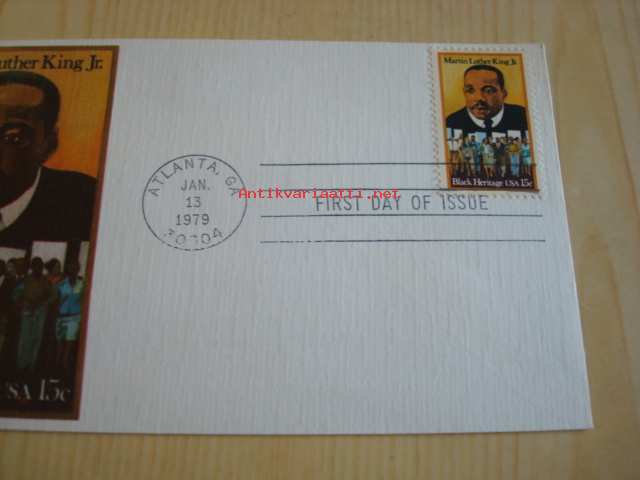 uther King Jr.
USA 15c
Martin Luther King Jr.
Black Heritage USA 15c
ATLANTA, GA
JAN.
13
1979
30304
FIRST DAY OF ISSUE
Antikvariaatti.net